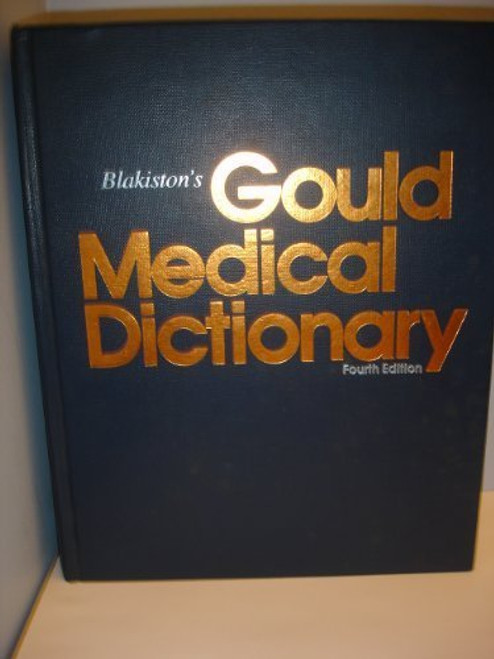 Blakiston's Gould
Medical
Dictionary
Fourth Edition